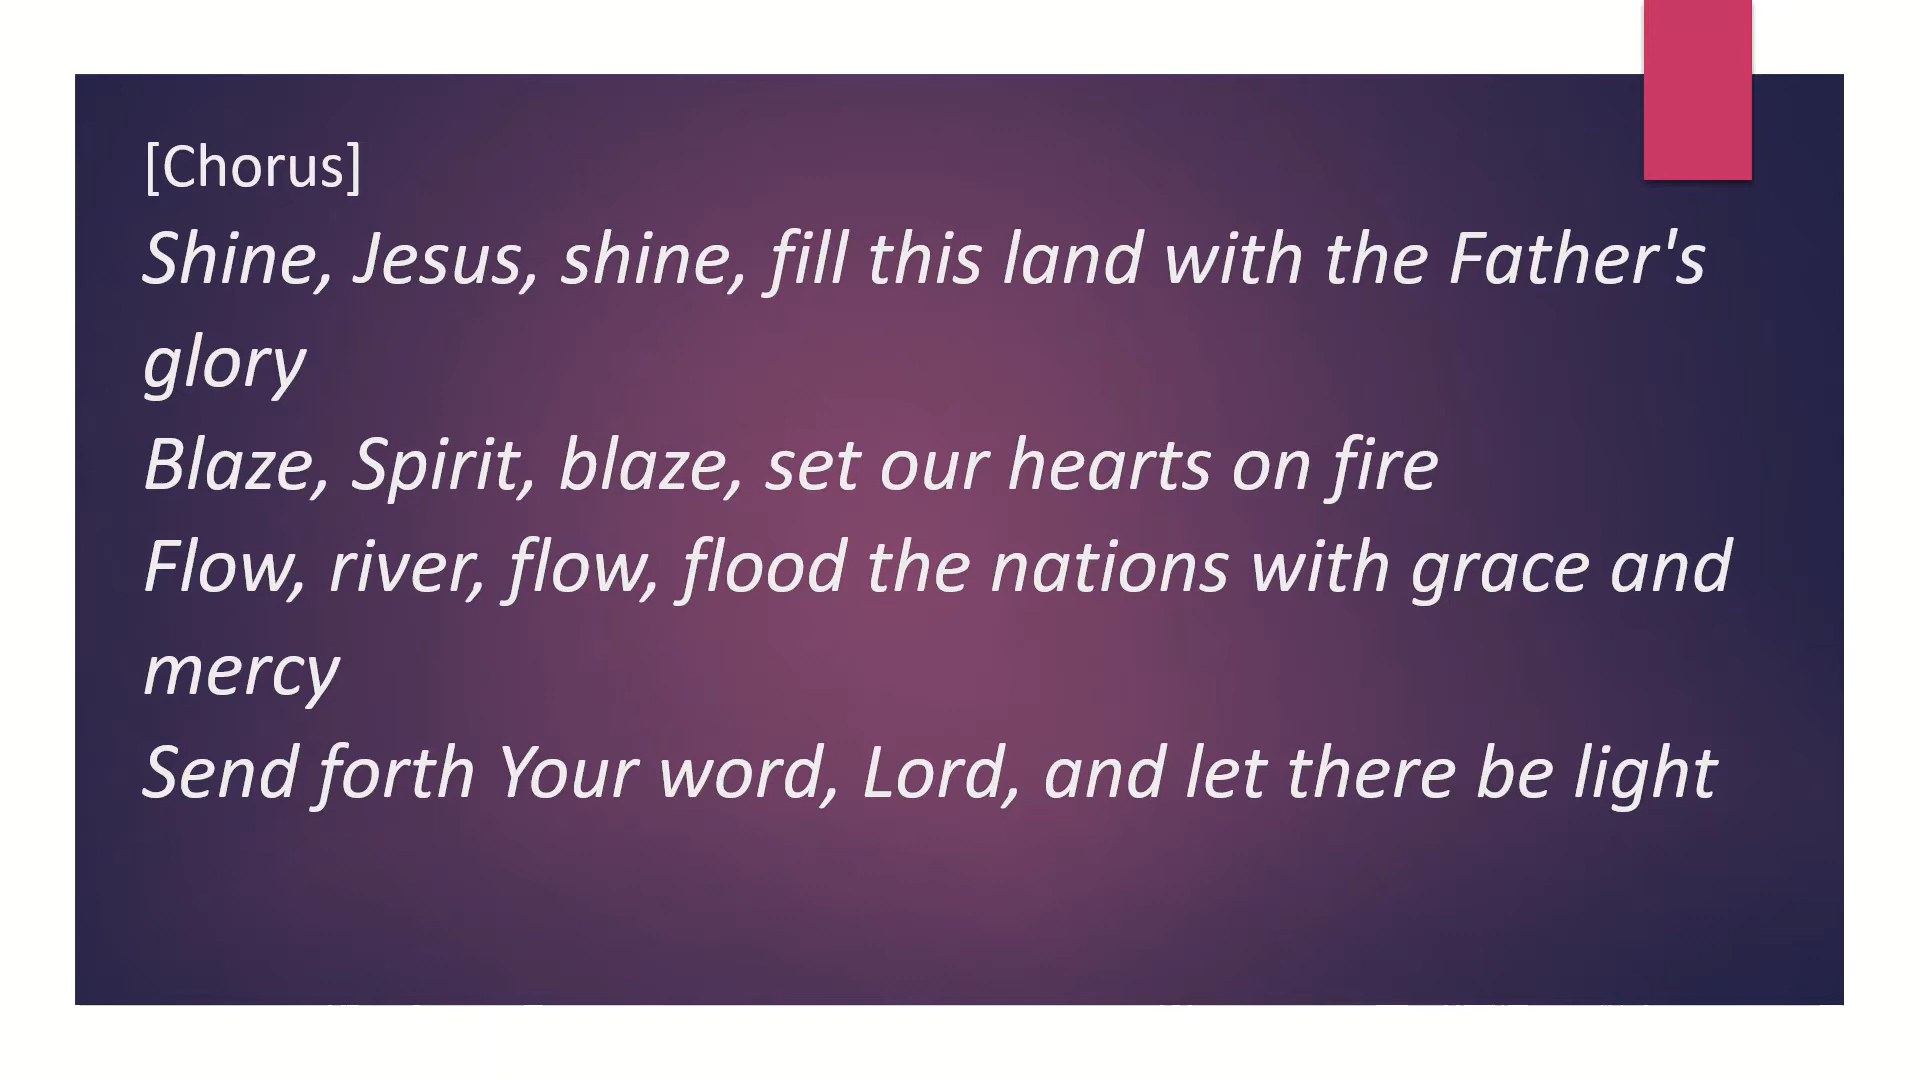 [Chorus]
Shine, Jesus, shine, fill this land with the Father's
glory
Blaze, Spirit, blaze, set our hearts on fire
Flow, river, flow, flood the nations with grace and
mercy
Send forth Your word, Lord, and let there be light